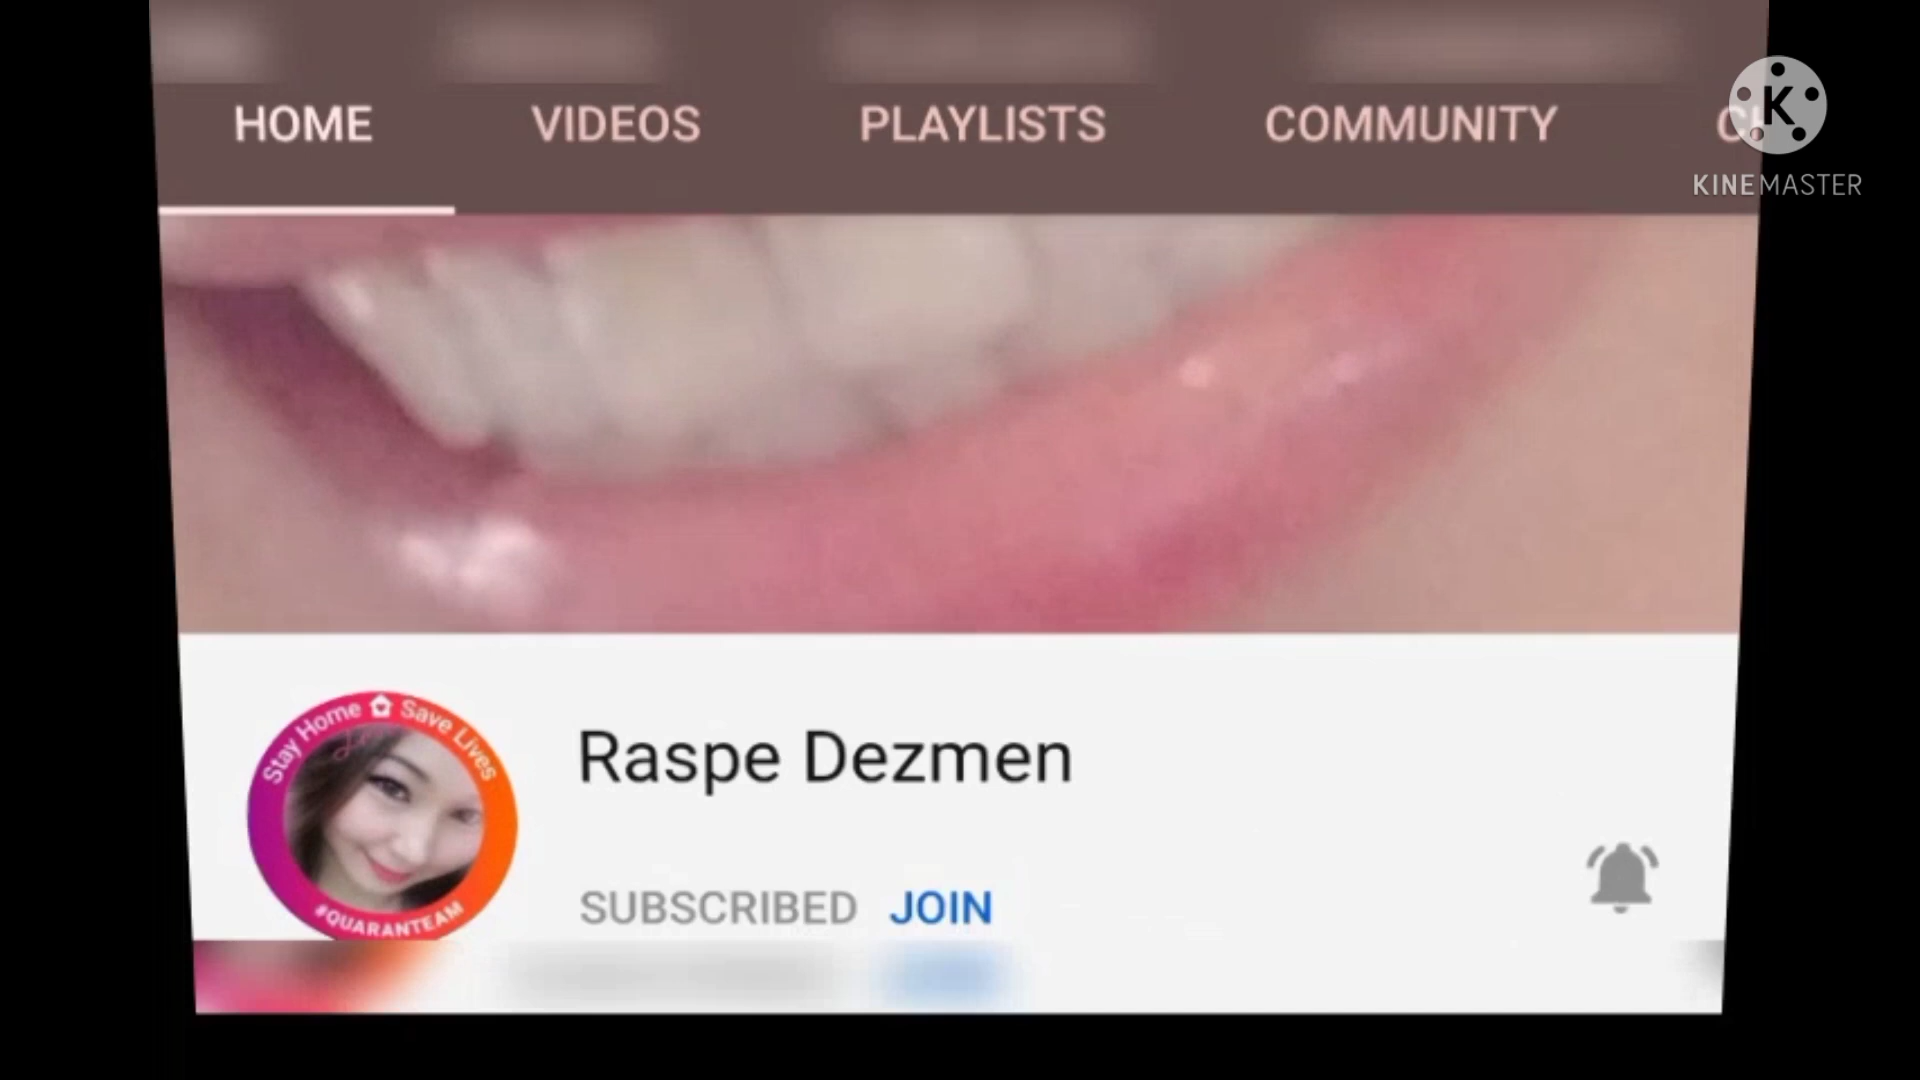 HOME VIDEOS PLAYLISTS COMMUNITY
KINEMASTER
Stay Home Save Lives
#QUARANTEAM
Raspe Dezmen
SUBSCRIBED JOIN